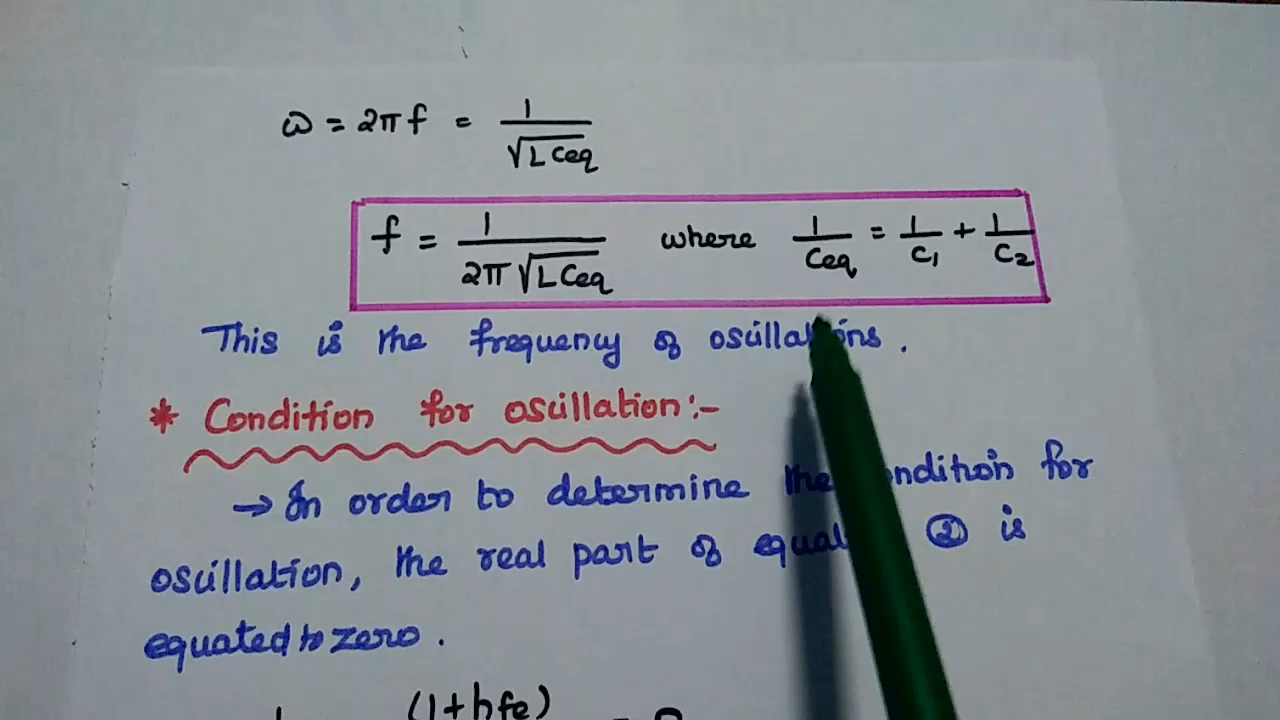 ω = 2πf = 1/√LCeq
f = 1/2π√LCeq where 1/Ceq = 1/C1 + 1/C2
This is the frequency of oscillations.
* Condition for oscillation:-
→ In order to determine the condition for
oscillation, the real part of ② is
equated to zero.
(1+hfe)